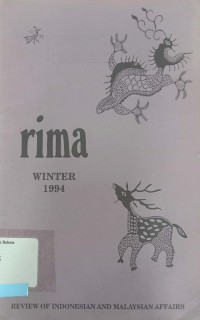 rima
WINTER
1994
REVIEW OF INDONESIAN AND MALAYSIAN AFFAIRS